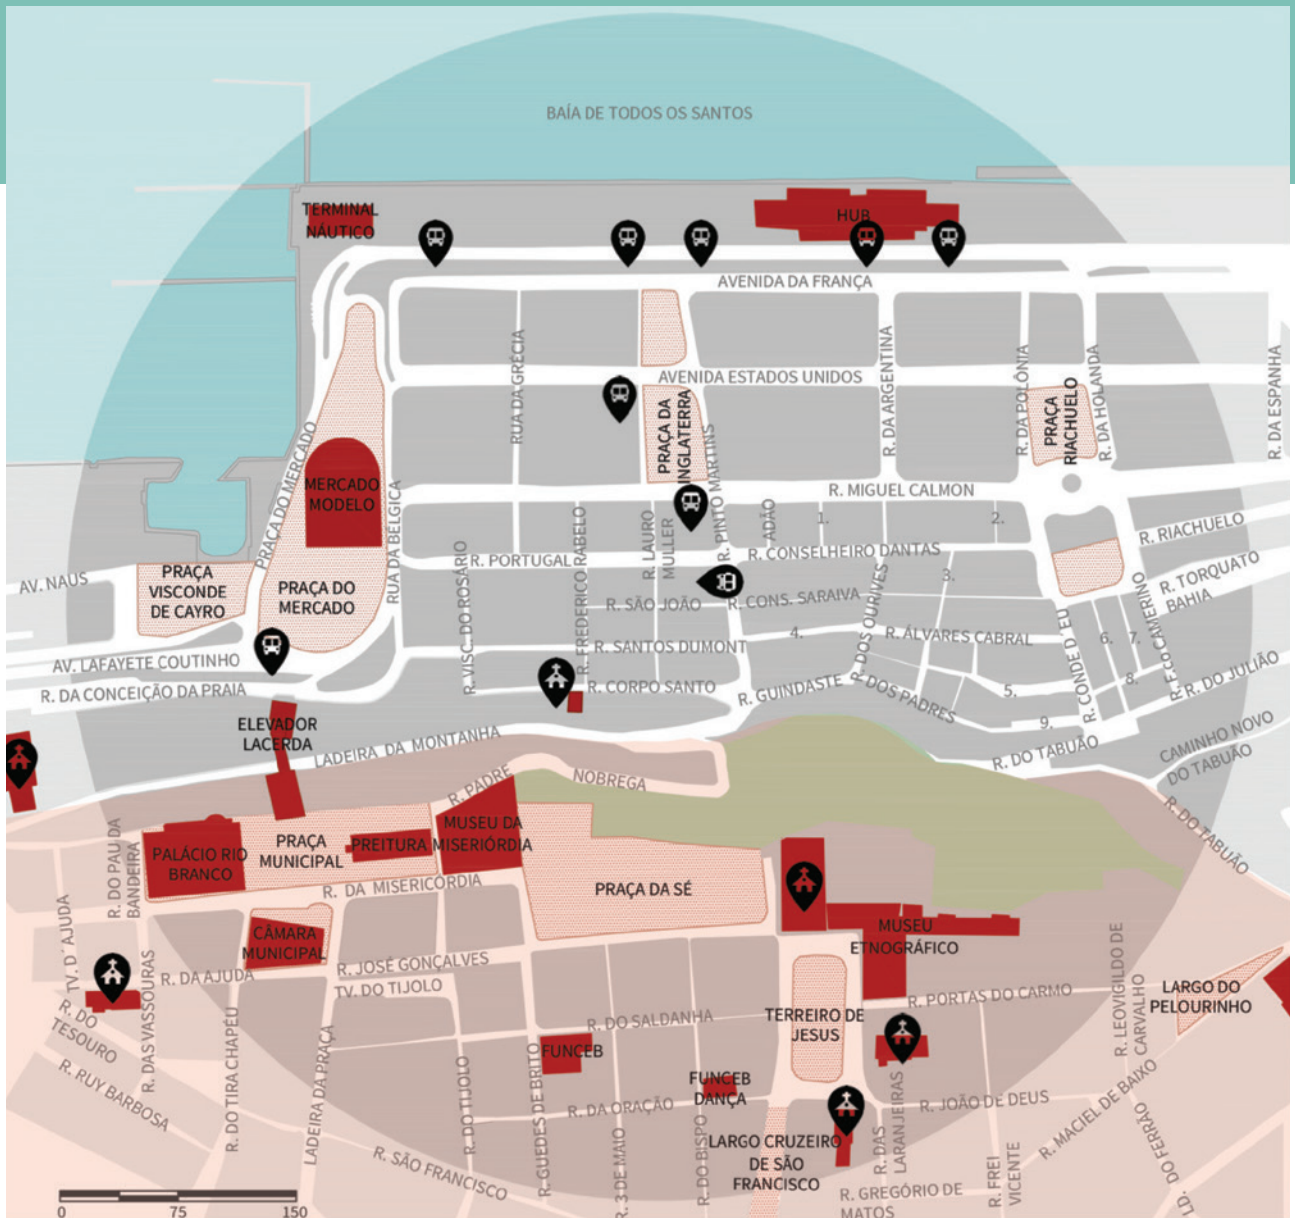 BAÍA DE TODOS OS SANTOS
TERMINAL
NÁUTICO
HUB
AVENIDA DA FRANÇA
RUA DA GRÉCIA
AVENIDA ESTADOS UNIDOS
R. DA ARGENTINA
R. DA POLÔNIA
PRAÇA
RIACHUELO
R. DA HOLANDA
R. DA ESPANHA
PRAÇA DA
INGLATERRA
R. PINTO MARTINS
PRAÇA DO MERCADO
MERCADO
MODELO
RUA DA BÉLGICA
R. MIGUEL CALMON
ADÃO
1.
2.
R. LAURO
MULLER
R. PORTUGAL
R. CONSELHEIRO DANTAS
R. RIACHUELO
R. TORQUATO
BAHIA
AV. NAUS
PRAÇA
VISCONDE
DE CAYRO
PRAÇA DO
MERCADO
R. VISC. DO ROSÁRIO
R. FREDERICO RABELO
R. SÃO JOÃO
R. CONS. SARAIVA
3.
R. SANTOS DUMONT
4.
R. DOS OURIVES
R. ÁLVARES CABRAL
R. CONDE D´EU
6.
7.
R. F.CO CAMERINO
AV. LAFAYETE COUTINHO
R. DA CONCEIÇÃO DA PRAIA
R. CORPO SANTO
R. GUINDASTE
R. DOS PADRES
5.
8.
9.
R. DO JULIÃO
ELEVADOR
LACERDA
LADEIRA DA MONTANHA
R. DO TABUÃO
CAMINHO NOVO
DO TABUÃO
R. PADRE
NOBREGA
R. DO TABUÃO
R. DO PAU DA
BANDEIRA
PALÁCIO RIO
BRANCO
PRAÇA
MUNICIPAL
PREITURA
MUSEU DA
MISERIÓRDIA
R. DA MISERICÓRDIA
PRAÇA DA SÉ
MUSEU
ETNOGRÁFICO
TV. D´AJUDA
CÂMARA
MUNICIPAL
R. DA AJUDA
R. JOSÉ GONÇALVES
TV. DO TIJOLO
R. DO
TESOURO
R. DAS VASSOURAS
R. DO TIRA CHAPÉU
LADEIRA DA PRAÇA
R. RUY BARBOSA
R. DO SALDANHA
TERREIRO DE
JESUS
R. PORTAS DO CARMO
R. LEOVIGILDO DE
CARVALHO
LARGO DO
PELOURINHO
FUNCEB
FUNCEB
DANÇA
R. DO TIJOLO
R. GUEDES DE BRITO
R. 3 DE MAIO
R. DA ORAÇÃO
R. DO BISPO
R. DAS
LARANJEIRAS
R. JOÃO DE DEUS
R. FREI
VICENTE
R. MACIEL DE BAIXO
LD. DO FERRÃO
LARGO CRUZEIRO
DE SÃO
FRANCISCO
R. SÃO FRANCISCO
R. GREGÓRIO DE
MATOS
0 75 150